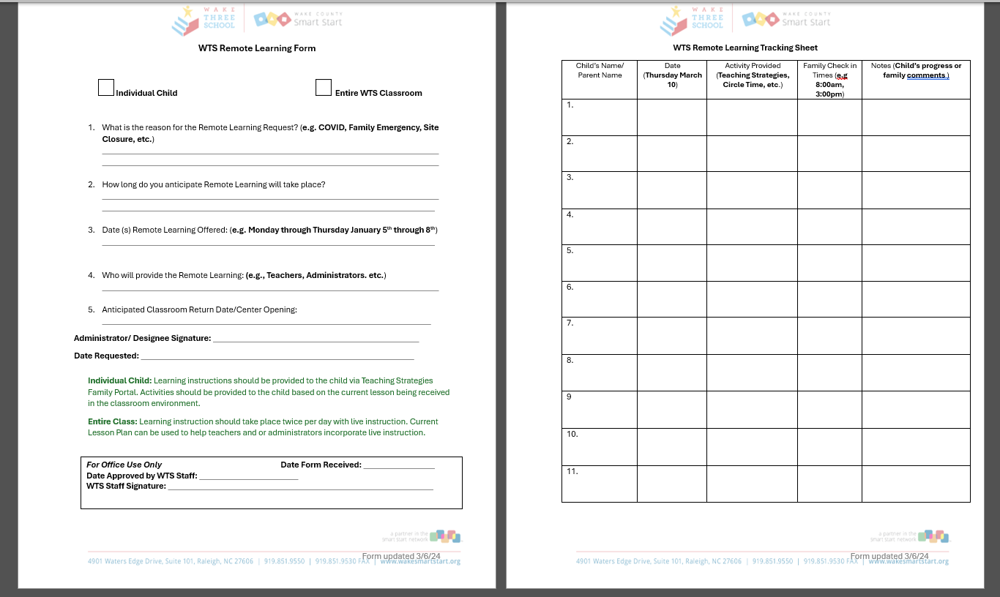 WAKE
THREE
SCHOOL
WAKE COUNTY
Smart Start
WTS Remote Learning Form
Individual Child
Entire WTS Classroom
1. What is the reason for the Remote Learning Request? (e.g. COVID, Family Emergency, Site
Closure, etc.)
2. How long do you anticipate Remote Learning will take place?
3. Date (s) Remote Learning Offered: (e.g. Monday through Thursday January 5th through 8th)
4. Who will provide the Remote Learning: (e.g., Teachers, Administrators. etc.)
5. Anticipated Classroom Return Date/Center Opening:
Administrator/ Designee Signature:
Date Requested:
Individual Child: Learning instructions should be provided to the child via Teaching Strategies
Family Portal. Activities should be provided to the child based on the current lesson being received
in the classroom environment.
Entire Class: Learning instruction should take place twice per day with live instruction. Current
Lesson Plan can be used to help teachers and or administrators incorporate live instruction.
For Office Use Only Date Form Received:
Date Approved by WTS Staff:
WTS Staff Signature:
a partner in the
smart start network
Form updated 3/6/24
4901 Waters Edge Drive, Suite 101, Raleigh, NC 27606 | 919.851.9550 | 919.851.9530 FAX | www.wakesmartstart.org
WAKE
THREE
SCHOOL
WAKE COUNTY
Smart Start
WTS Remote Learning Tracking Sheet
Child's Name/
Parent Name
Date
(Thursday March
10)
Activity Provided
(Teaching Strategies,
Circle Time, etc.)
Family Check in
Times (e.g
8:00am,
3:00pm)
Notes (Child's progress or
family comments )
1.
2.
3.
4.
5.
6.
7.
8.
9
10.
11.
a partner in the
smart start network
Form updated 3/6/24
4901 Waters Edge Drive, Suite 101, Raleigh, NC 27606 | 919.851.9550 | 919.851.9530 FAX | www.wakesmartstart.org